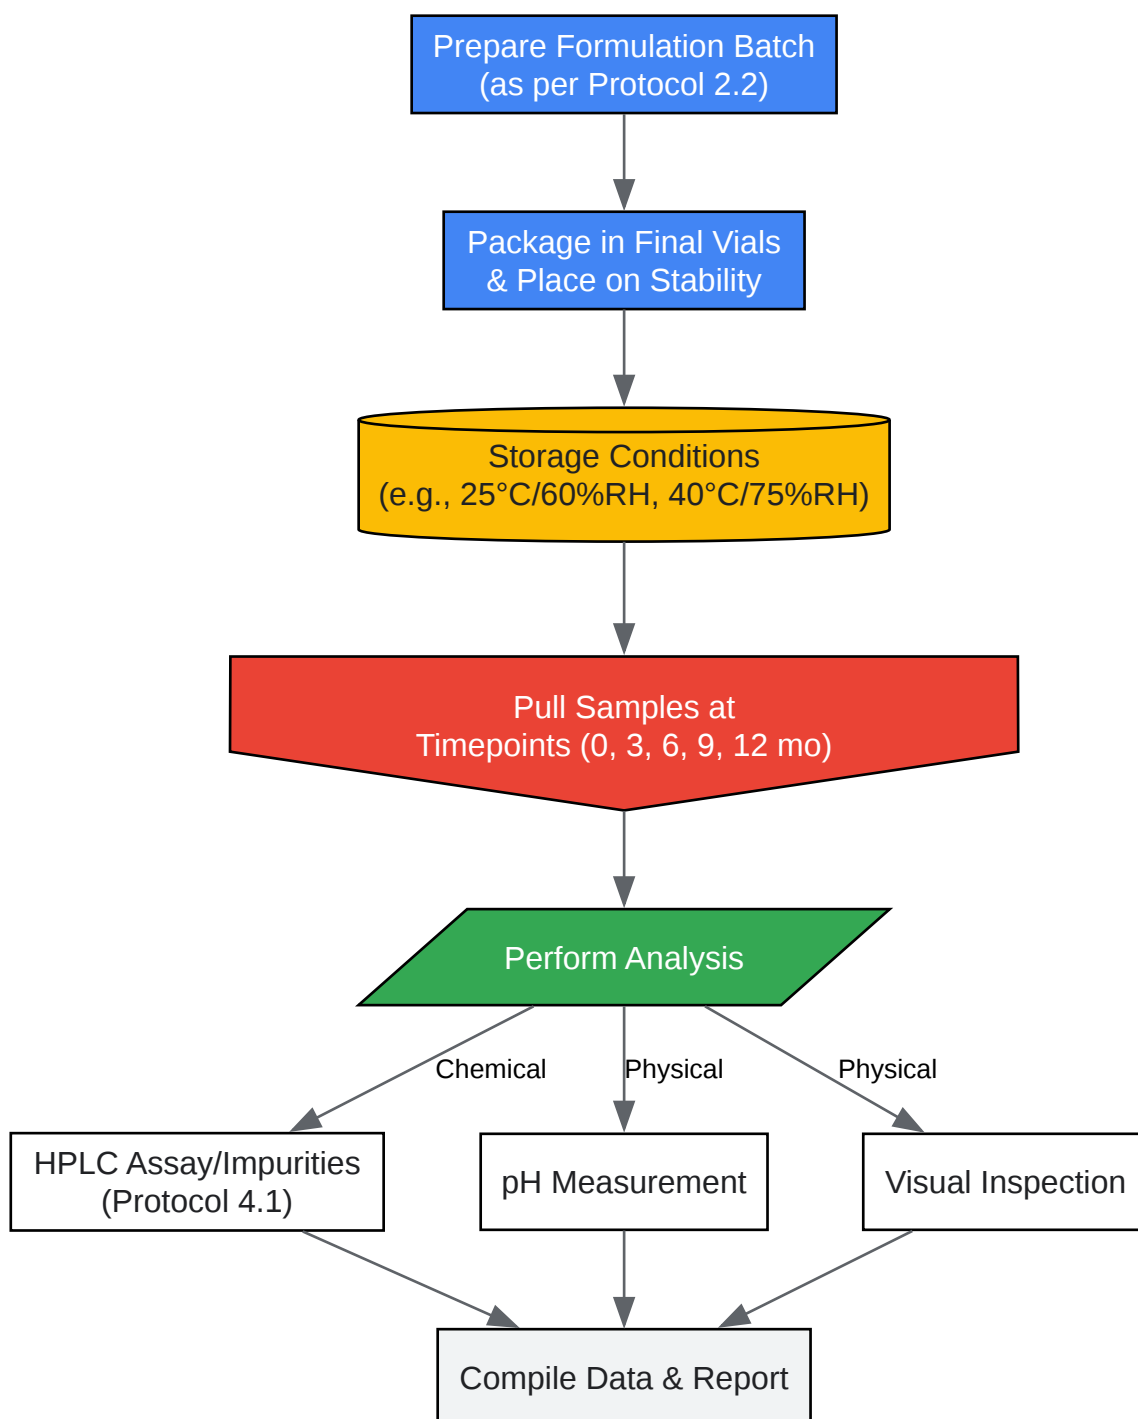 Prepare Formulation Batch
(as per Protocol 2.2)
Package in Final Vials
& Place on Stability
Storage Conditions
(e.g., 25°C/60%RH, 40°C/75%RH)
Pull Samples at
Timepoints (0, 3, 6, 9, 12 mo)
Perform Analysis
Chemical
Physical
Physical
HPLC Assay/Impurities
(Protocol 4.1)
pH Measurement
Visual Inspection
Compile Data & Report